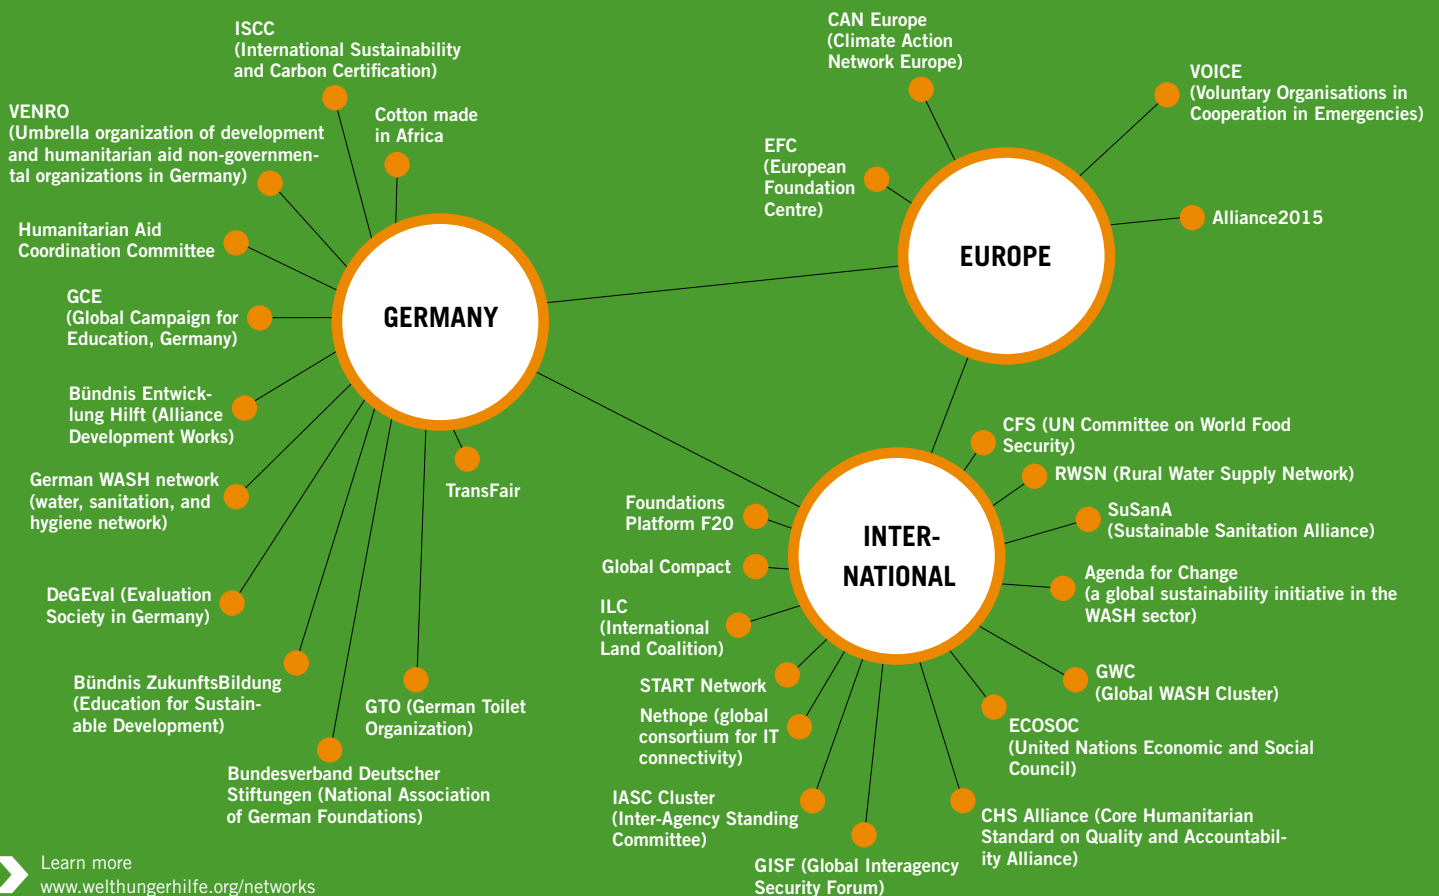 ISCC
(International Sustainability
and Carbon Certification)
Cotton made
in Africa
VENRO
(Umbrella organization of development
and humanitarian aid non-governmen-
tal organizations in Germany)
Humanitarian Aid
Coordination Committee
GCE
(Global Campaign for
Education, Germany)
Bündnis Entwick-
lung Hilft (Alliance
Development Works)
German WASH network
(water, sanitation, and
hygiene network)
DeGEval (Evaluation
Society in Germany)
Bündnis ZukunftsBildung
(Education for Sustain-
able Development)
Bundesverband Deutscher
Stiftungen (National Association
of German Foundations)
GTO (German Toilet
Organization)
TransFair
GERMANY
CAN Europe
(Climate Action
Network Europe)
VOICE
(Voluntary Organisations in
Cooperation in Emergencies)
EFC
(European
Foundation
Centre)
Alliance2015
EUROPE
CFS (UN Committee on World Food
Security)
RWSN (Rural Water Supply Network)
SuSanA
(Sustainable Sanitation Alliance)
Agenda for Change
(a global sustainability initiative in the
WASH sector)
GWC
(Global WASH Cluster)
ECOSOC
(United Nations Economic and Social
Council)
CHS Alliance (Core Humanitarian
Standard on Quality and Accountabil-
ity Alliance)
GISF (Global Interagency
Security Forum)
IASC Cluster
(Inter-Agency Standing
Committee)
Nethope (global
consortium for IT
connectivity)
START Network
ILC
(International
Land Coalition)
Global Compact
Foundations
Platform F20
INTER-
NATIONAL
Learn more
www.welthungerhilfe.org/networks